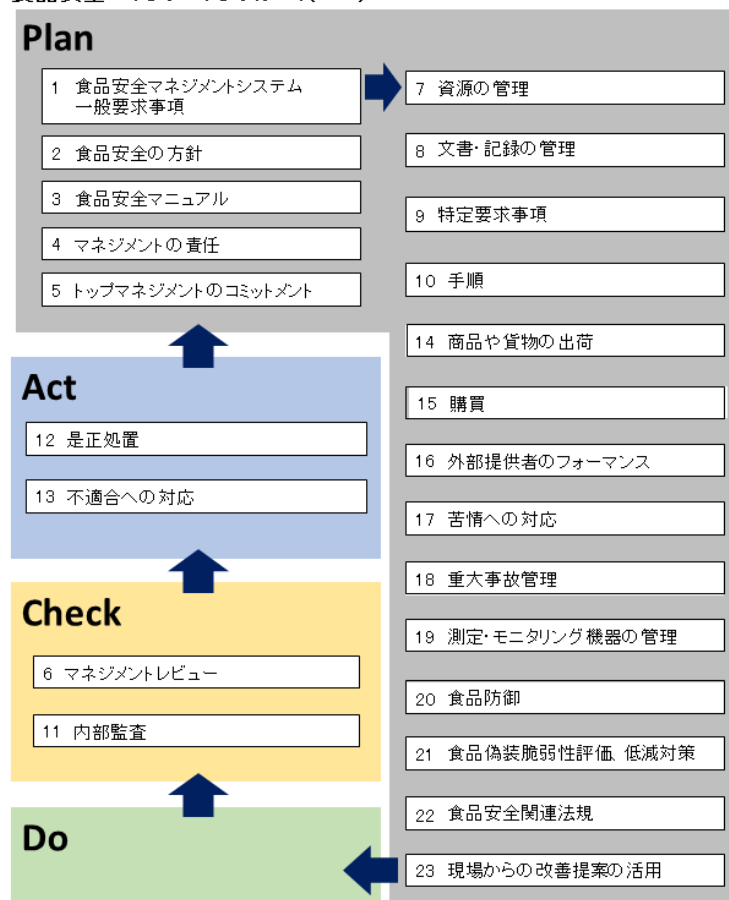 Plan
1 食品安全マネジメントシステム
一般要求事項
2 食品安全の方針
3 食品安全マニュアル
4 マネジメントの責任
5 トップマネジメントのコミットメント
7 資源の管理
8 文書・記録の管理
9 特定要求事項
10 手順
14 商品や貨物の出荷
15 購買
16 外部提供者のフォーマンス
17 苦情への対応
18 重大事故管理
19 測定・モニタリング機器の管理
20 食品防御
21 食品偽装脆弱性評価、低減対策
22 食品安全関連法規
23 現場からの改善提案の活用
Act
12 是正処置
13 不適合への対応
Check
6 マネジメントレビュー
11 内部監査
Do